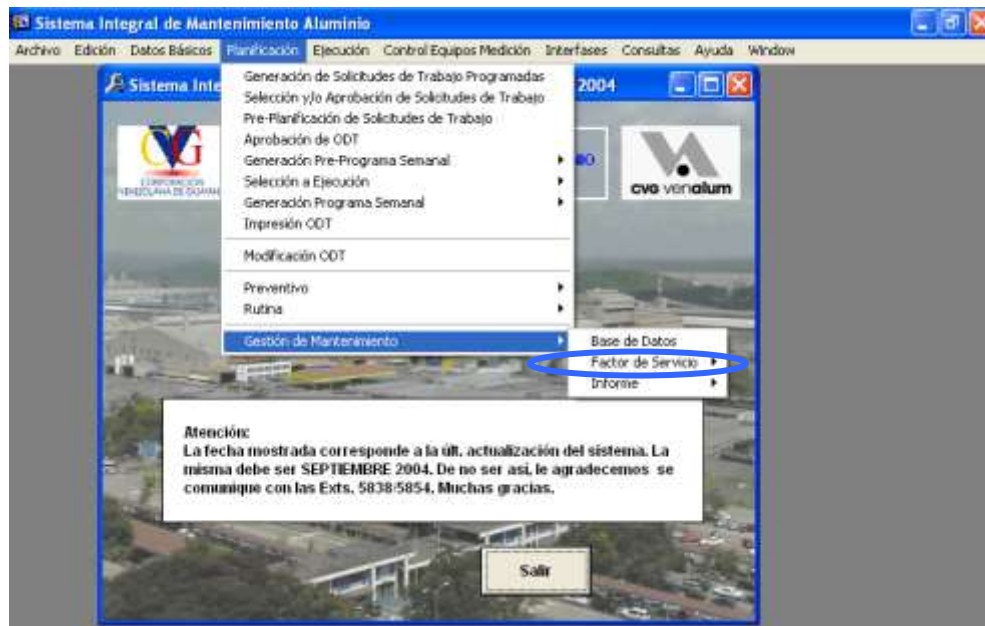 Sistema Integral de Mantenimiento Aluminio
Archivo Edición Datos Básicos Planificación Ejecución Control Equipos Medición Interfases Consultas Ayuda Window
Sistema Inte 2004
Generación de Solicitudes de Trabajo Programadas
Selección y/o Aprobación de Solicitudes de Trabajo
Pre-Planificación de Solicitudes de Trabajo
Aprobación de ODT
Generación Pre-Programa Semanal
Selección a Ejecución
Generación Programa Semanal
Impresión ODT
Modificación ODT
Preventivo
Rutina
Gestión de Mantenimiento
Base de Datos
Factor de Servicio
Informe
CVG
CORPORACION
VENEZOLANA DE GUAYAN
cvg venalum
Atención:
La fecha mostrada corresponde a la últ. actualización del sistema. La
misma debe ser SEPTIEMBRE 2004. De no ser asi, le agradecemos se
comunique con las Exts. 5838/5854. Muchas gracias.
Salir